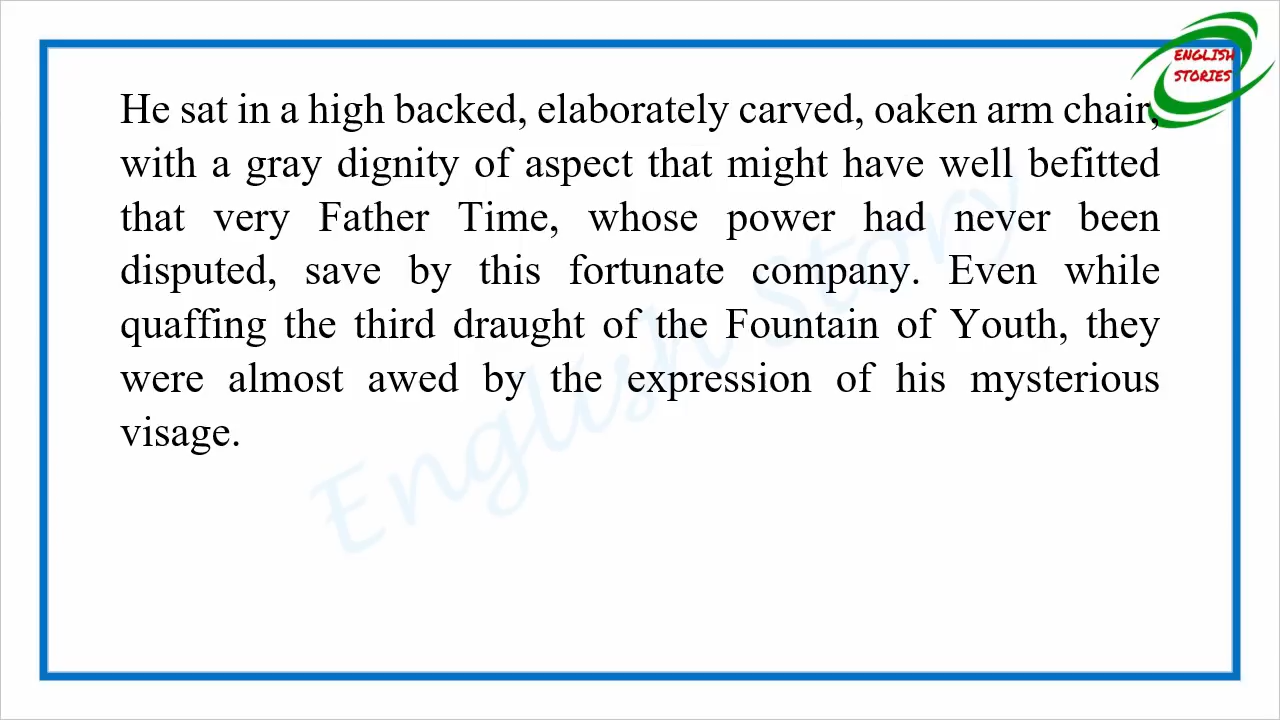 ENGLISH
STORIES
He sat in a high backed, elaborately carved, oaken arm chair,
with a gray dignity of aspect that might have well befitted
that very Father Time, whose power had never been
disputed, save by this fortunate company. Even while
quaffing the third draught of the Fountain of Youth, they
were almost awed by the expression of his mysterious
visage.
English Story